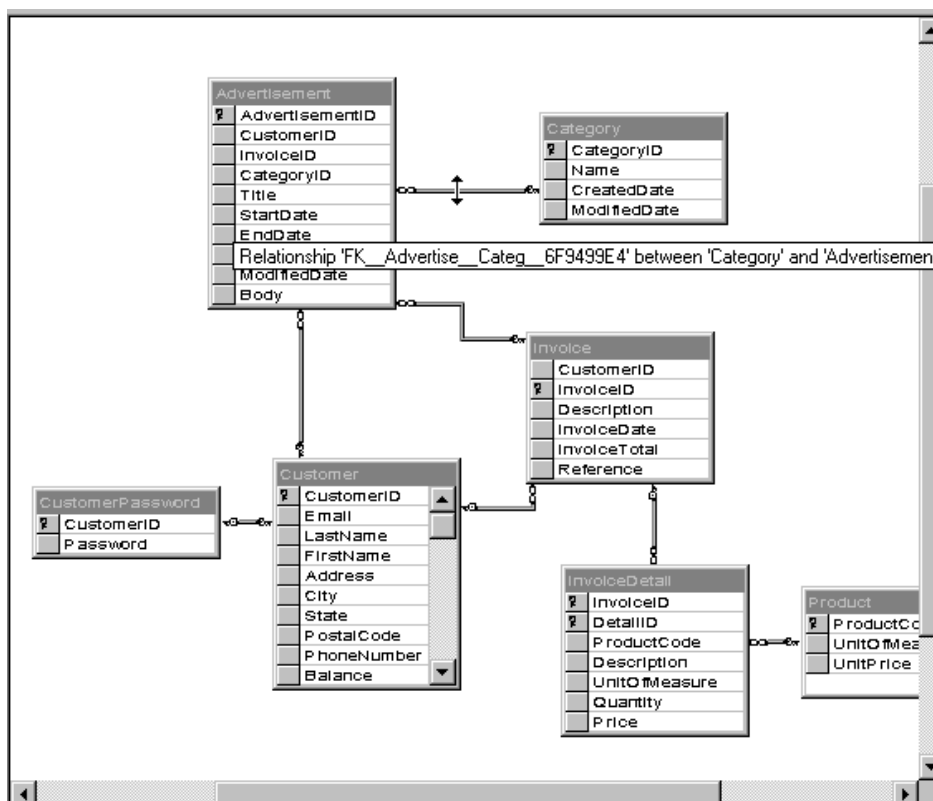 Advertisement
AdvertisementID
CustomerID
InvoiceID
CategoryID
Title
StartDate
EndDate
Relationship 'FK__Advertise__Categ__6F9499E4' between 'Category' and 'Advertisemen
ModifiedDate
Body
Category
CategoryID
Name
CreatedDate
ModifiedDate
Invoice
CustomerID
InvoiceID
Description
InvoiceDate
InvoiceTotal
Reference
CustomerPassword
CustomerID
Password
Customer
CustomerID
Email
LastName
FirstName
Address
City
State
PostalCode
PhoneNumber
Balance
InvoiceDetail
InvoiceID
DetailID
ProductCode
Description
UnitOfMeasure
Quantity
Price
Product
ProductCo
UnitOfMea
UnitPrice